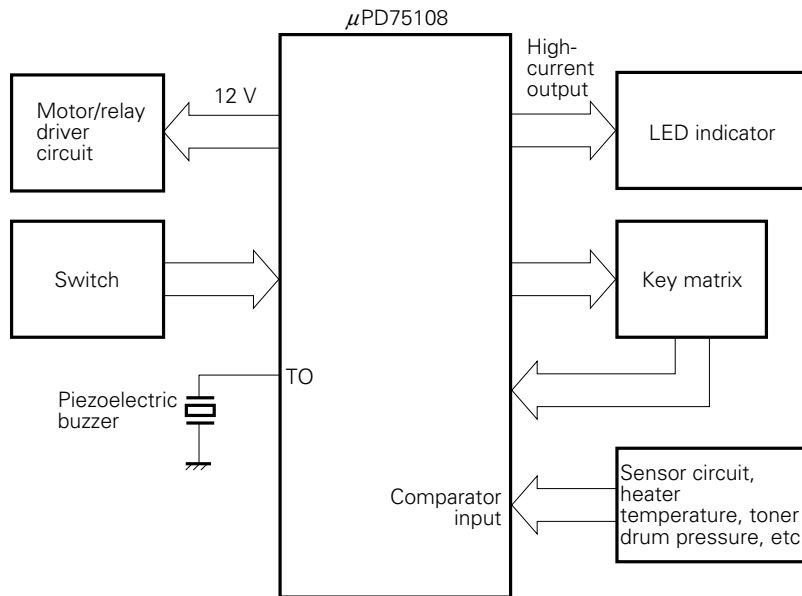 μPD75108
Motor/relay
driver
circuit
12 V
High-
current
output
LED indicator
Switch
Key matrix
TO
Piezoelectric
buzzer
Comparator
input
Sensor circuit,
heater
temperature, toner
drum pressure, etc